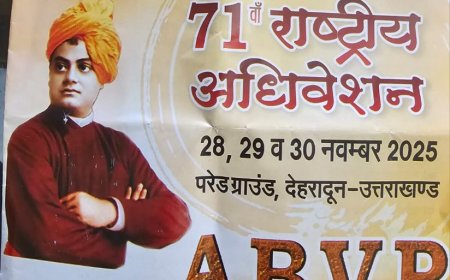 71वाँ राष्ट्रीय
अधिवेशन
28, 29 व 30 नवम्बर 2025
परेड ग्राउंड, देहरादून-उत्तराखण्ड
ABVP